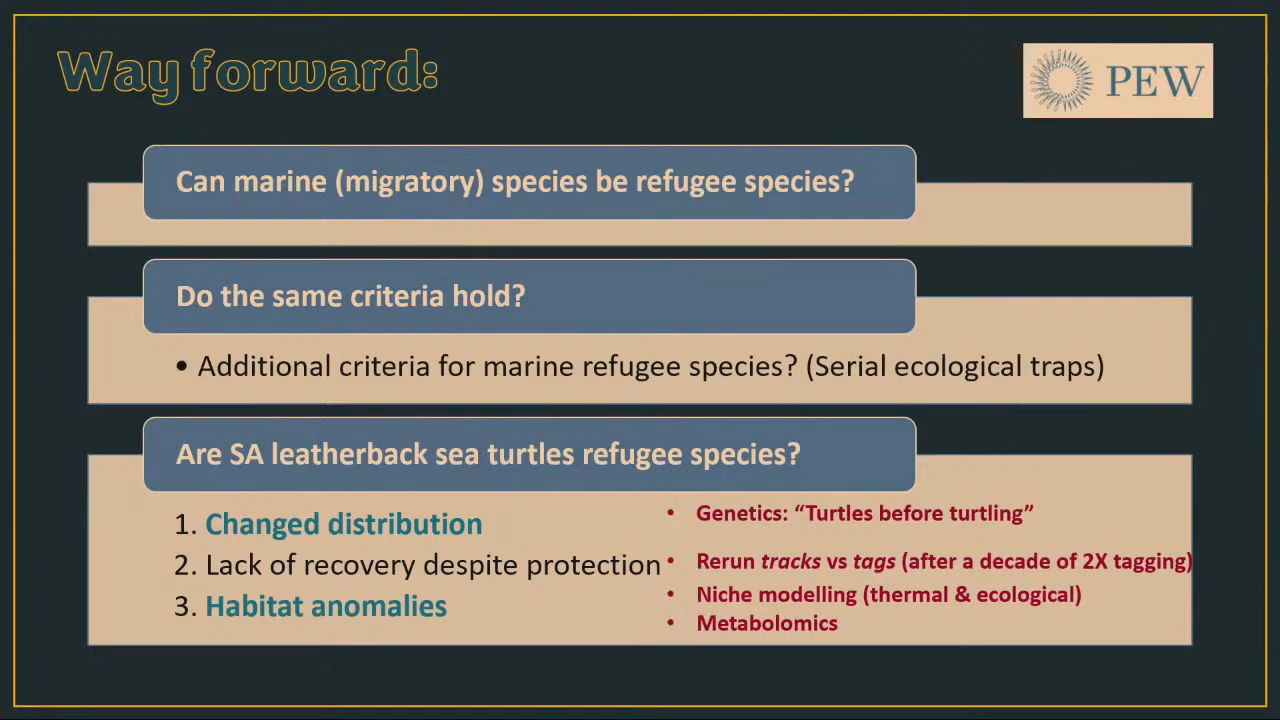 Way forward:
PEW
Can marine (migratory) species be refugee species?
Do the same criteria hold?
• Additional criteria for marine refugee species? (Serial ecological traps)
Are SA leatherback sea turtles refugee species?
1. Changed distribution
2. Lack of recovery despite protection
3. Habitat anomalies
• Genetics: “Turtles before turtling”
• Rerun tracks vs tags (after a decade of 2X tagging)
• Niche modelling (thermal & ecological)
• Metabolomics